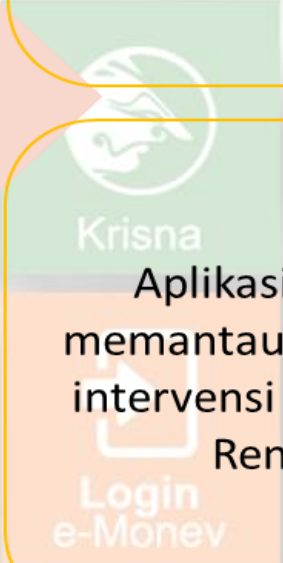 Krisna
Aplikasi
memantau
intervensi
Ren
Login
e-Monev